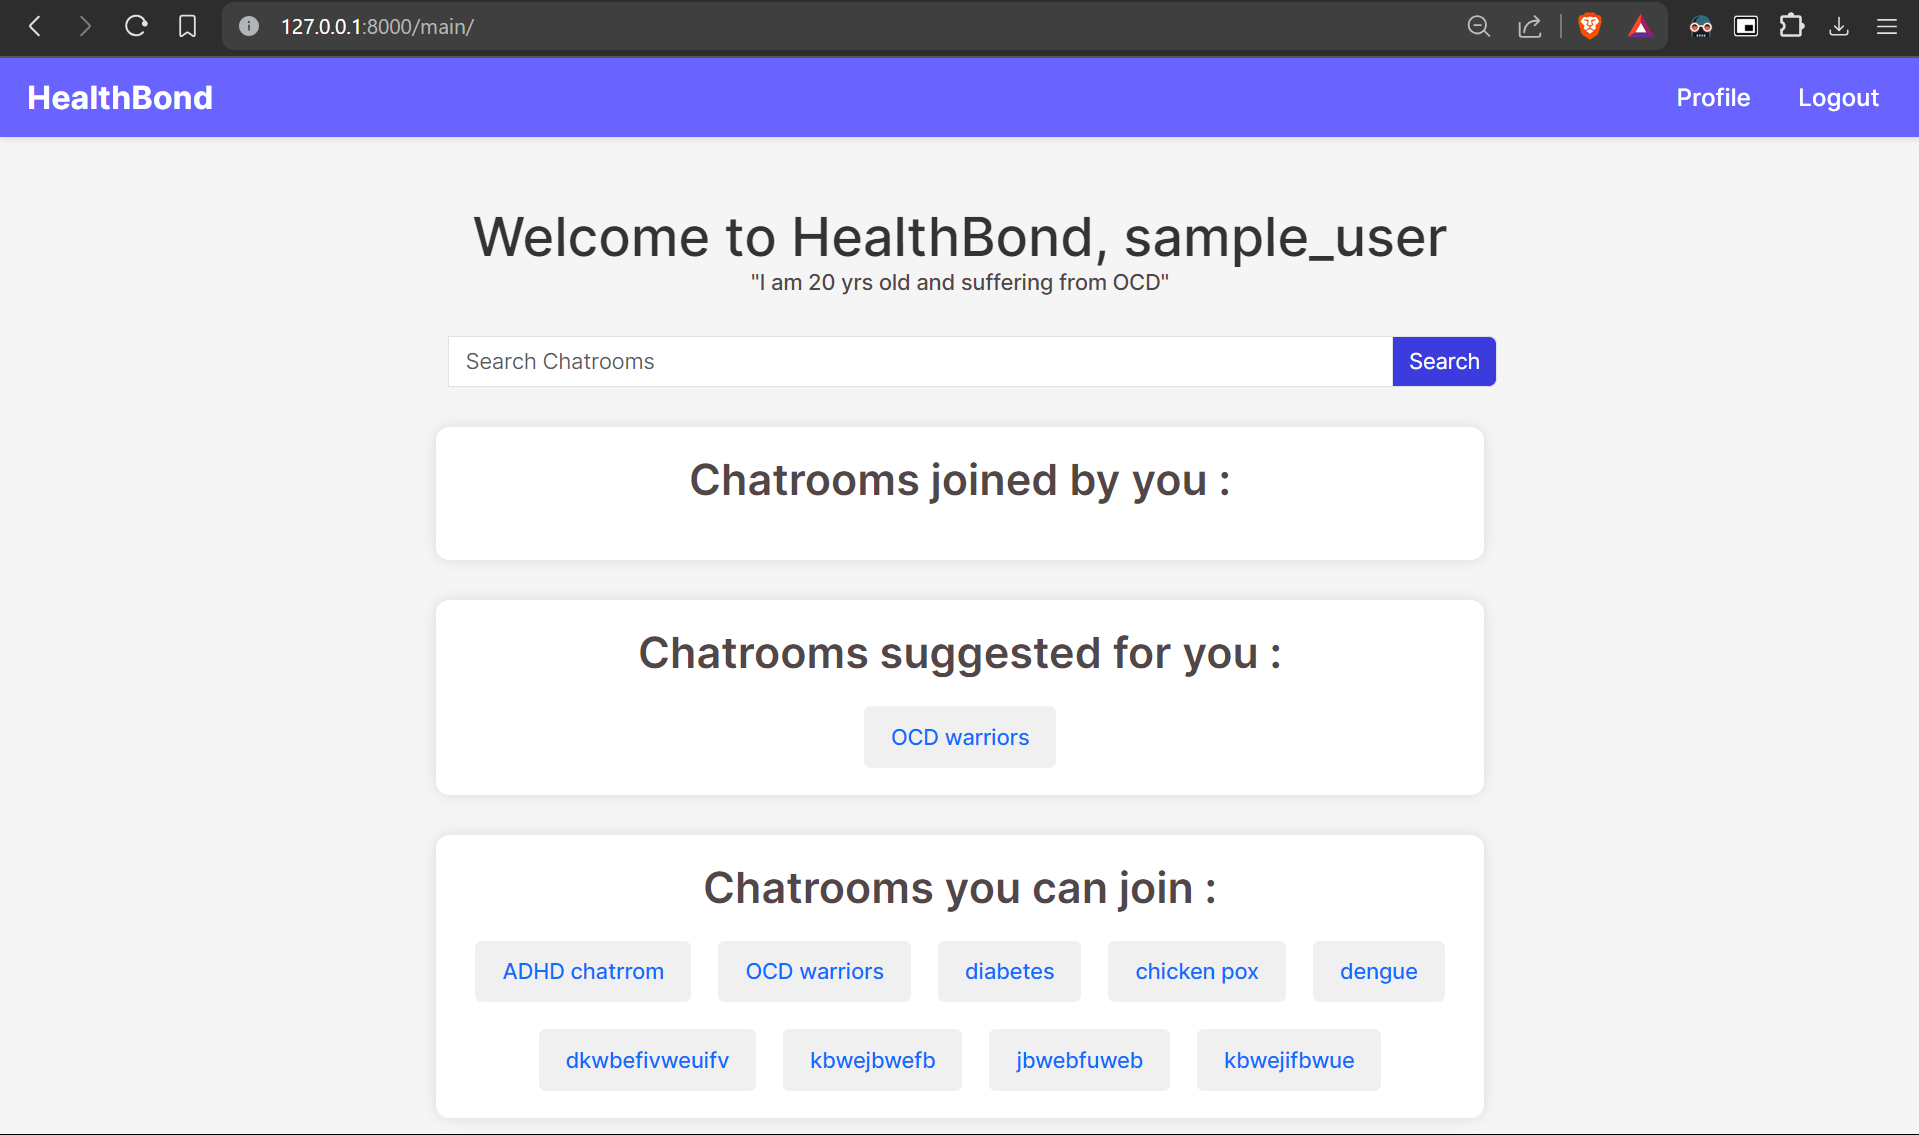 127.0.0.1:8000/main/
HealthBond
Profile
Logout
Welcome to HealthBond, sample_user
"I am 20 yrs old and suffering from OCD"
Search Chatrooms
Search
Chatrooms joined by you :
Chatrooms suggested for you :
OCD warriors
Chatrooms you can join :
ADHD chatrrom
OCD warriors
diabetes
chicken pox
dengue
dkwbefivweuifv
kbwejbwefb
jbwebfuweb
kbwejifbwue